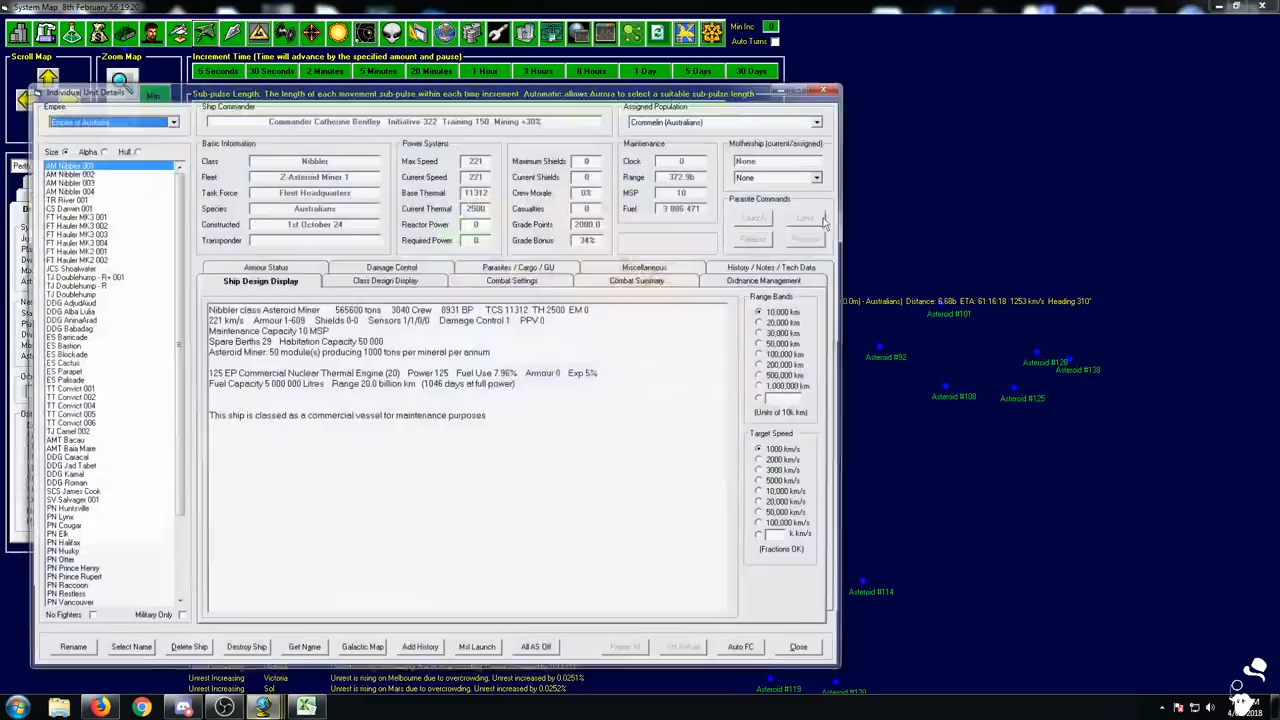 System Map 8th February 56 19:20
Min Inc 0
Auto Turns
Scroll Map Zoom Map Increment Time (Time will advance by the specified amount and pause)
5 Seconds 30 Seconds 2 Minutes 5 Minutes 20 Minutes 1 Hour 3 Hours 8 Hours 1 Day 5 Days 30 Days
Individual Unit Details Min Sub-pulse Length. The length of each movement sub-pulse within each time increment. Automatic allows Aurora to select a suitable sub-pulse length
Empire Ship Commander Assigned Population
Empire of Australia Commander Catherine Bentley Initiative 322 Training 150 Mining +30% Crommelin (Australians)
Size Alpha Hull
Basic Information Power Systems Maintenance Mothership (current/assigned)
Class Nibbler Max Speed 221 Maximum Shields 0 Clock 0 None
Fleet Z-Asteroid Miner 1 Current Speed 221 Current Shields 0 Range 372.9b None
Task Force Fleet Headquarters Base Thermal 11312 Crew Morale 0% MSP 10 Parasite Commands
Species Australians Current Thermal 2500 Casualties 0 Fuel 3 886 471
Constructed 1st October 24 Reactor Power 0 Grade Points 2000.0 Launch Land
Transponder Required Power 0 Grade Bonus 34% Release
Armour Status Damage Control Parasites / Cargo / GU Miscellaneous History / Notes / Tech Data
Ship Design Display Class Design Display Combat Settings Combat Summary Ordnance Management
AM Nibbler 001
AM Nibbler 002
AM Nibbler 003
AM Nibbler 004
TR River 001
CS Darwin 001
FT Hauler MK3 001
FT Hauler MK3 002
FT Hauler MK3 003
FT Hauler MK3 004
FT Hauler MK2 001
FT Hauler MK2 002
JCS Shoalwater
TJ Doublehump - R+ 001
TJ Doublehump - R
TJ Doublehump
DDG AdjudAud
DDG Alba Lulia
DDG AninaArad
DDG Babadag
ES Barricade
ES Bastion
ES Blockade
ES Cactus
ES Parapet
ES Palisade
TT Convict 001
TT Convict 002
TT Convict 004
TT Convict 005
TT Convict 006
TJ Camel 002
AMT Bacau
AMT Baia Mare
DDG Caracal
DDG Jad Tabet
DDG Kamal
DDG Roman
SCS James Cook
SV Salvager 001
PN Huntsville
PN Lynx
PN Cougar
PN Elk
PN Halifax
PN Husky
PN Otter
PN Prince Henry
PN Prince Rupert
PN Raccoon
PN Restless
PN Vancouver
No Fighters Military Only
Nibbler class Asteroid Miner 565600 tons 3040 Crew 8931 BP TCS 11312 TH 2500 EM 0
221 km/s Armour 1-609 Shields 0-0 Sensors 1/1/0/0 Damage Control 1 PPV 0
Maintenance Capacity 10 MSP
Spare Berths 29 Habitation Capacity 50 000
Asteroid Miner: 50 module(s) producing 1000 tons per mineral per annum
125 EP Commercial Nuclear Thermal Engine (20) Power 125 Fuel Use 7.96% Armour 0 Exp 5%
Fuel Capacity 5 000 000 Litres Range 20.0 billion km (1046 days at full power)
This ship is classed as a commercial vessel for maintenance purposes
Range Bands
10,000 km
20,000 km
30,000 km
50,000 km
100,000 km
200,000 km
500,000 km
1,000,000 km
(Units of 10k km)
Target Speed
1000 km/s
2000 km/s
3000 km/s
5000 km/s
10,000 km/s
20,000 km/s
50,000 km/s
100,000 km/s
k km/s
(Fractions OK)
Rename Select Name Delete Ship Destroy Ship Get Name Galactic Map Add History Msl Launch All AS Off Auto FC Close
0m) - Australians) Distance: 6.68b ETA: 61:16:18 1253 km/s Heading 310°
Asteroid #101
Asteroid #92
Asteroid #128
Asteroid #138
Asteroid #108
Asteroid #125
Asteroid #114
Asteroid #119
Asteroid #130
Unrest Increasing Victoria Unrest is rising on Melbourne due to overcrowding. Unrest increased by 0.0251%
Unrest Increasing Sol Unrest is rising on Mars due to overcrowding. Unrest increased by 0.0252%